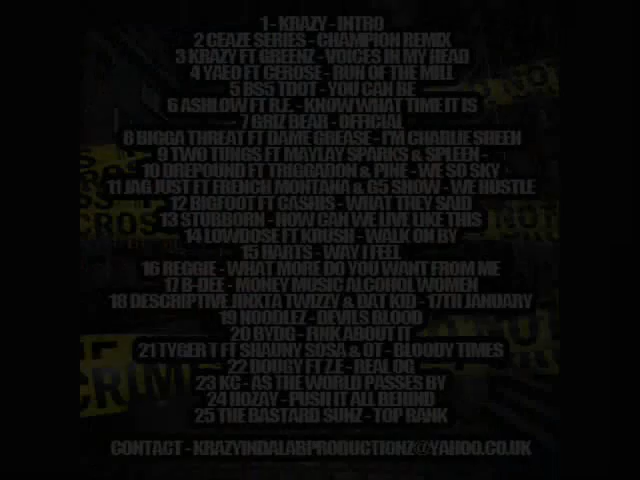 1 - KRAZY - INTRO
2 CEAZE SERIES - CHAMPION REMIX
3 KRAZY FT GREENZ - VOICES IN MY HEAD
4 YAEO FT GEROSE - RUN OF THE MILL
5 BS5 TDOT - YOU CAN BE
6 ASHLOW FT R.E. - KNOW WHAT TIME IT IS
7 GRIZ BEAR - OFFICIAL
8 BIGGA THREAT FT DAME GREASE - I'M CHARLIE SHEEN
9 TWO TUNGS FT MAYLAY SPARKS & SPLEEN -
10 DREPOUND FT TRIGGADON & PINE - WE SO SKY
11 JAG JUST FT FRENCH MONTANA & G5 SHOW - WE HUSTLE
12 BIGFOOT FT CASHIS - WHAT THEY SAID
13 STUBBORN - HOW CAN WE LIVE LIKE THIS
14 LOWDOSE FT KRUSH - WALK ON BY
15 HARTS - WAY I FEEL
16 REGGIE - WHAT MORE DO YOU WANT FROM ME
17 B-DEE - MONEY MUSIC ALCOHOL WOMEN
18 DESCRIPTIVE JINXTA TWIZZY & DAT KID - 17TH JANUARY
19 NOODLEZ - DEVILS BLOOD
20 BYDG - FINK ABOUT IT
21 TYGER T FT SHAUNY SOSA & OT - BLOODY TIMES
22 DOUGY FT Z.E - REAL OG
23 KC - AS THE WORLD PASSES BY
24 HOZAY - PUSH IT ALL BEHIND
25 THE BASTARD SUNZ - TOP RANK
CONTACT - KRAZYINDALABPRODUCTIONZ@YAHOO.CO.UK
CROS
NOT
CRIM